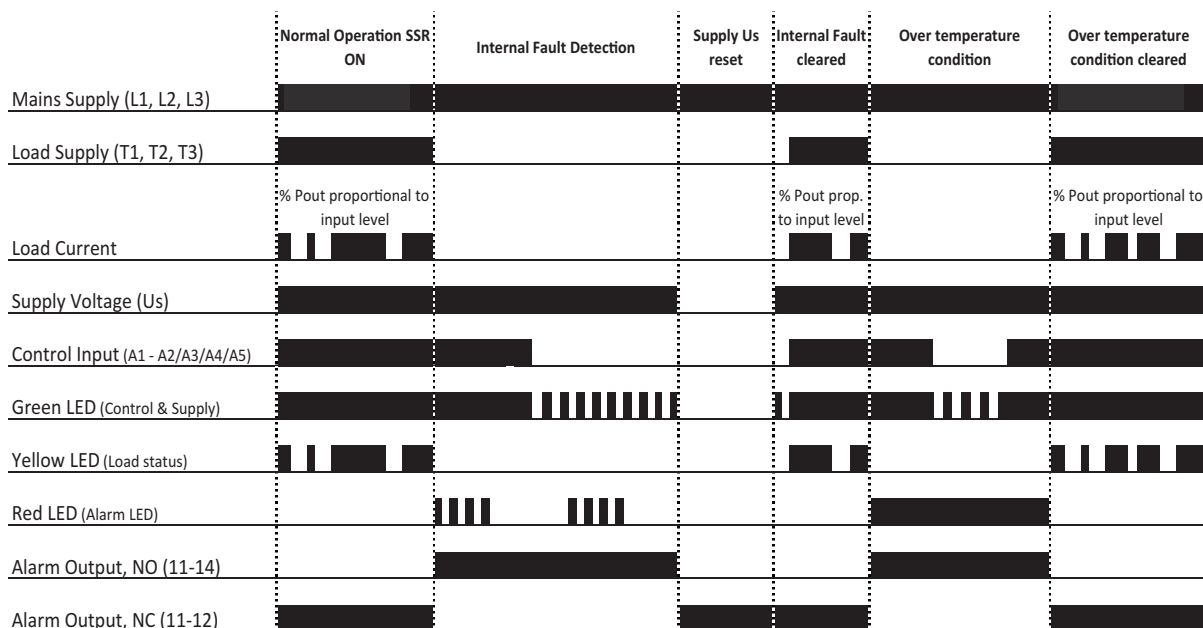 Normal Operation SSR
ON
Internal Fault Detection
Supply Us
reset
Internal Fault
cleared
Over temperature
condition
Over temperature
condition cleared
Mains Supply (L1, L2, L3)
Load Supply (T1, T2, T3)
% Pout proportional to
input level
% Pout prop.
to input level
% Pout proportional to
input level
Load Current
Supply Voltage (Us)
Control Input (A1 - A2/A3/A4/A5)
Green LED (Control & Supply)
Yellow LED (Load status)
Red LED (Alarm LED)
Alarm Output, NO (11-14)
Alarm Output, NC (11-12)